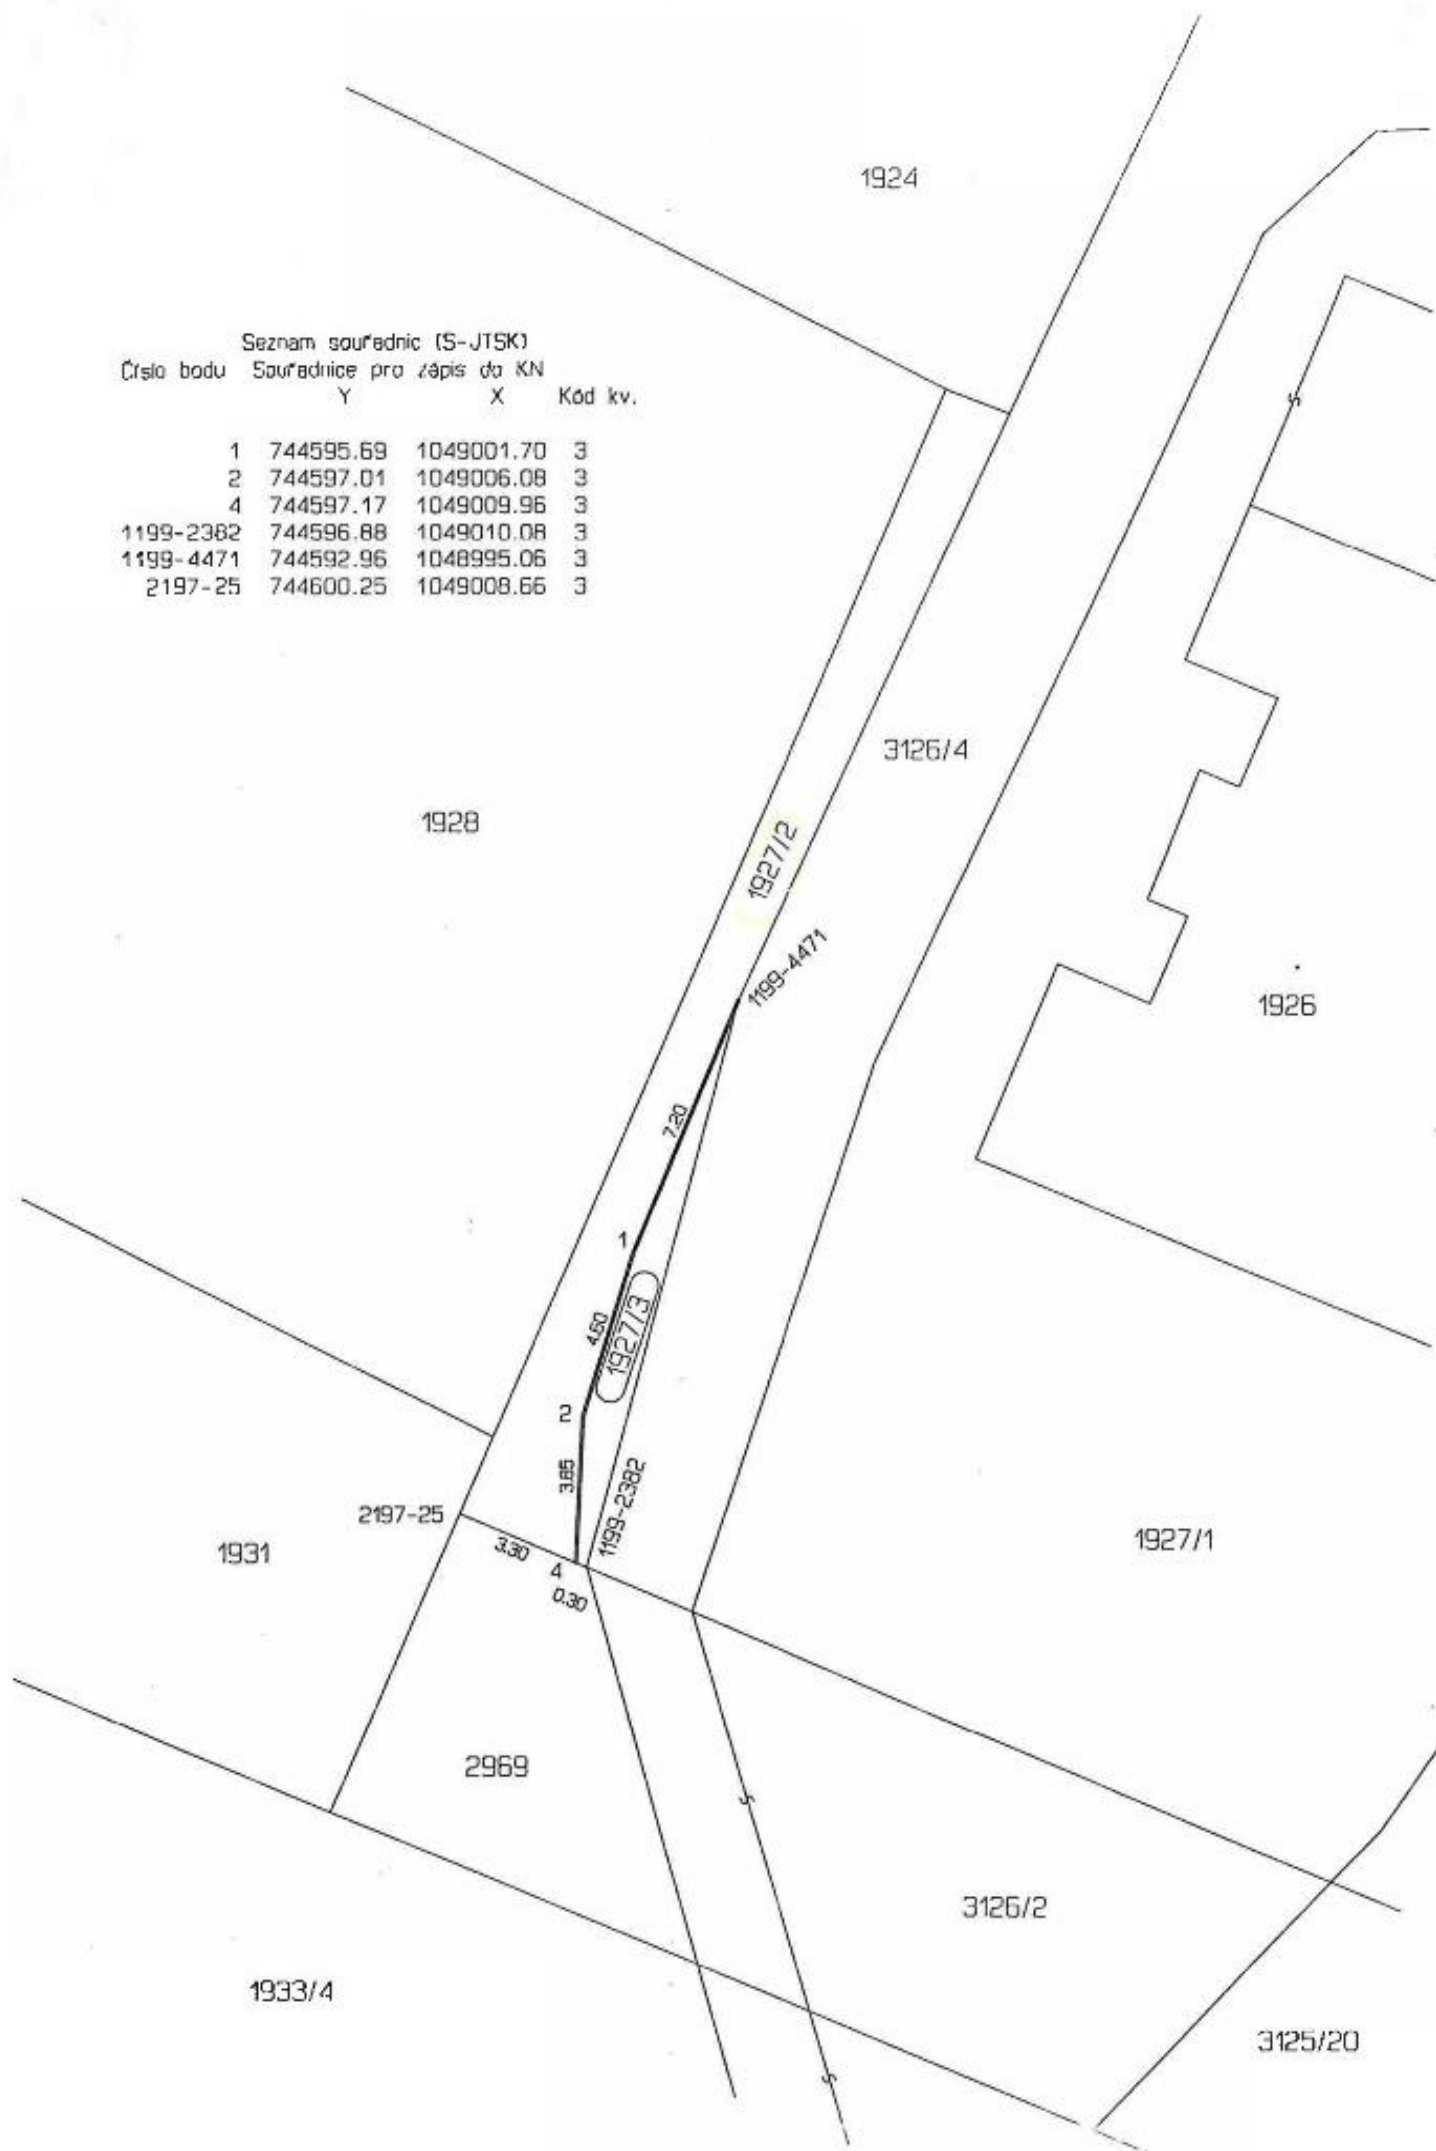 1924
Seznam souřadnic (S-JTSK)
Číslo bodu Souřadnice pro zápis do KN
Y X Kód kv.
1 744595.69 1049001.70 3
2 744597.01 1049006.08 3
4 744597.17 1049009.96 3
1199-2382 744596.88 1049010.08 3
1199-4471 744592.96 1048995.06 3
2197-25 744600.25 1049008.66 3
3126/4
1928
1927/2
1199-4471
1926
7.20
1
4.60
1927/3
2
3.85
1199-2382
2197-25
3.30
4
0.30
1931
1927/1
2969
3126/2
1933/4
3125/20